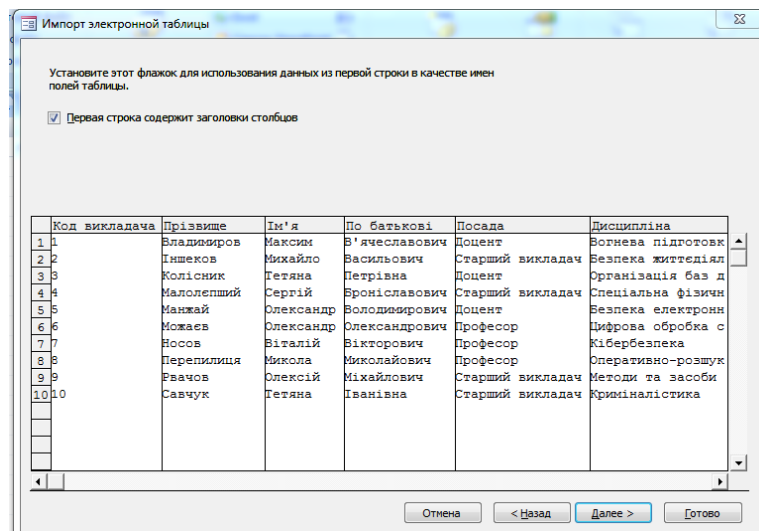 Импорт электронной таблицы
Установите этот флажок для использования данных из первой строки в качестве имен
полей таблицы.
Первая строка содержит заголовки столбцов
Код викладача Прізвище Ім'я По батькові Посада Дисципліна
1 1 Владимиров Максим В'ячеславович Доцент Вогнева підготовк
2 2 Іншеков Михайло Васильович Старший викладач Безпека життєдіял
3 3 Колісник Тетяна Петрівна Доцент Організація баз д
4 4 Малолєпший Сергій Броніславович Старший викладач Спеціальна фізичн
5 5 Манжай Олександр Володимирович Доцент Безпека електронн
6 6 Можаєв Олександр Олександрович Професор Цифрова обробка с
7 7 Носов Віталій Вікторович Професор Кібербезпека
8 8 Перепилиця Микола Миколайович Професор Оперативно-розшук
9 9 Рвачов Олексій Міхайлович Старший викладач Методи та засоби
10 10 Савчук Тетяна Іванівна Старший викладач Криміналістика
Отмена < Назад Далее > Готово